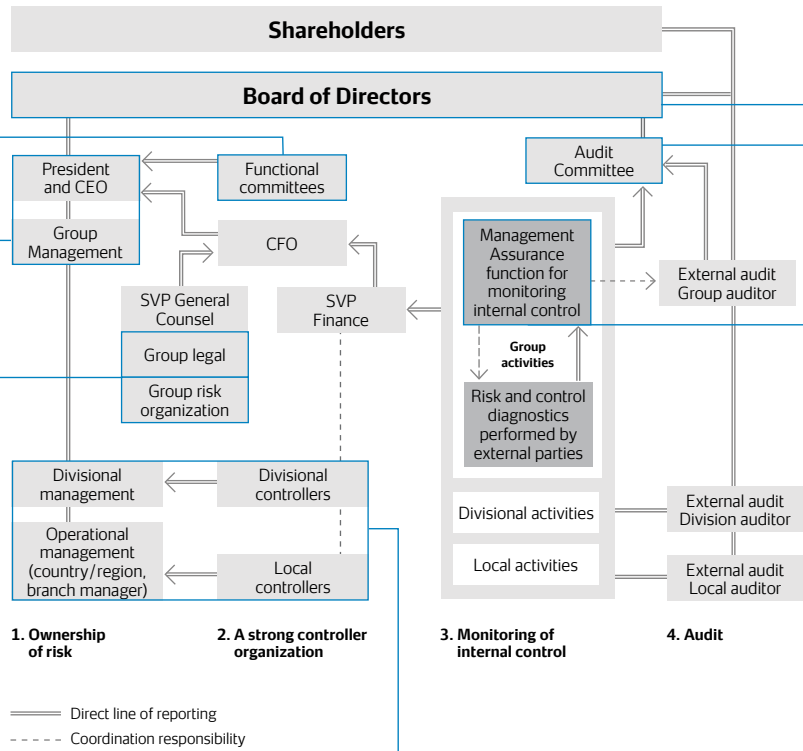 Shareholders
Board of Directors
President
and CEO
Functional
committees
Audit
Committee
Group
Management
CFO
Management
Assurance
function for
monitoring
internal control
External audit
Group auditor
SVP General
Counsel
SVP
Finance
Group legal
Group
activities
Group risk
organization
Risk and control
diagnostics
performed by
external parties
Divisional
management
Divisional
controllers
Divisional activities
External audit
Division auditor
Operational
management
(country/region,
branch manager)
Local
controllers
Local activities
External audit
Local auditor
1. Ownership
of risk
2. A strong controller
organization
3. Monitoring of
internal control
4. Audit
Direct line of reporting
Coordination responsibility